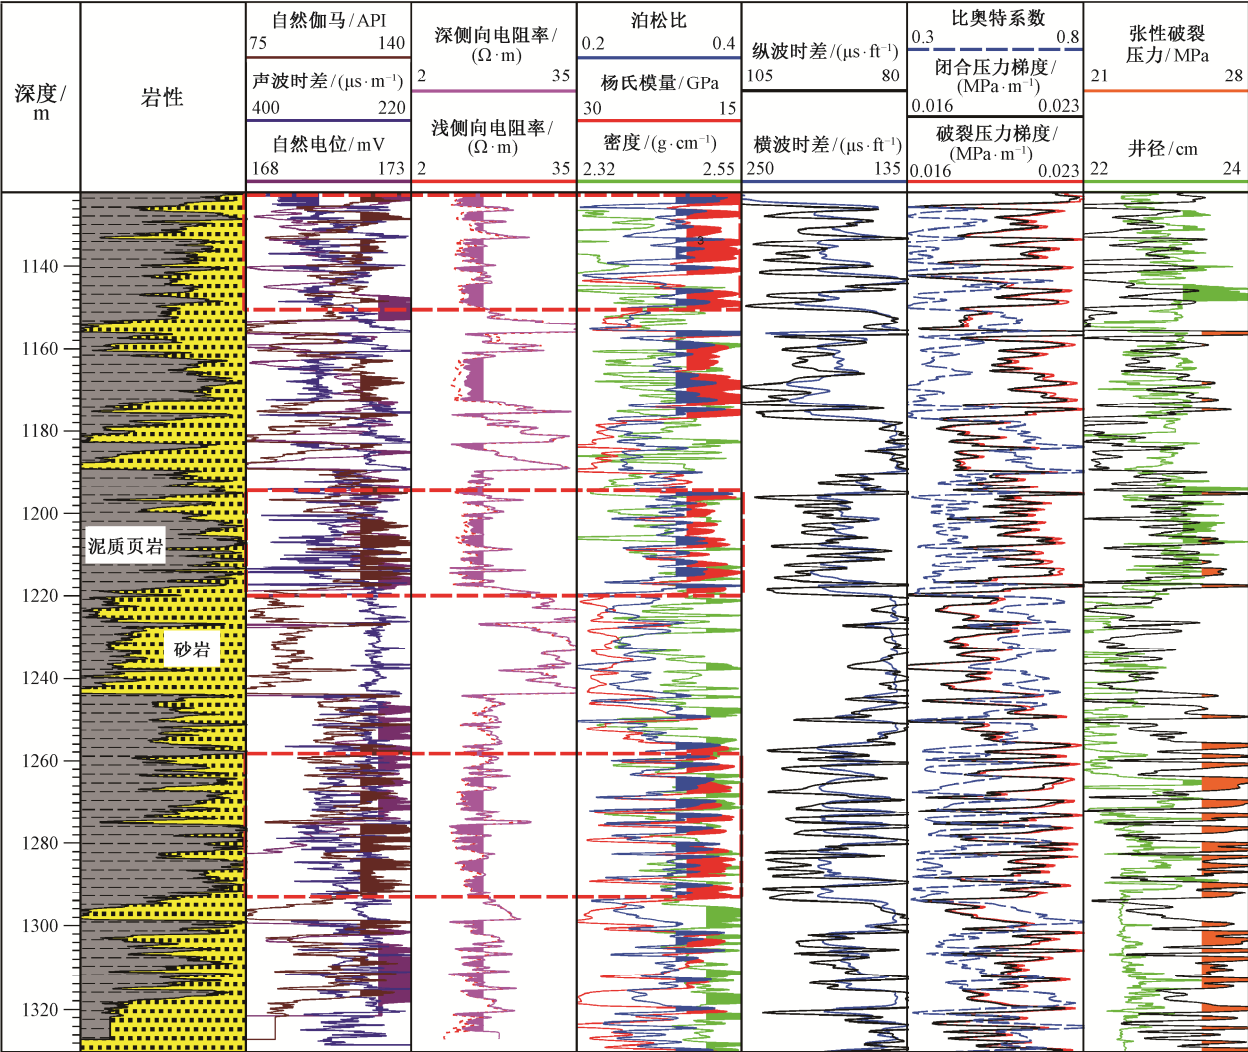 深度/
m
岩性
自然伽马/API
75 140
声波时差/(μs·m⁻¹)
400 220
自然电位/mV
168 173
深侧向电阻率/
(Ω·m)
2 35
浅侧向电阻率/
(Ω·m)
2 35
泊松比
0.2 0.4
杨氏模量/GPa
30 15
密度/(g·cm⁻¹)
2.32 2.55
纵波时差/(μs·ft⁻¹)
105 80
横波时差/(μs·ft⁻¹)
250 135
比奥特系数
0.3 0.8
闭合压力梯度/
(MPa·m⁻¹)
0.016 0.023
破裂压力梯度/
(MPa·m⁻¹)
0.016 0.023
张性破裂
压力/MPa
21 28
井径/cm
22 24
1140
1160
1180
1200
泥质页岩
1220
砂岩
1240
1260
1280
1300
1320